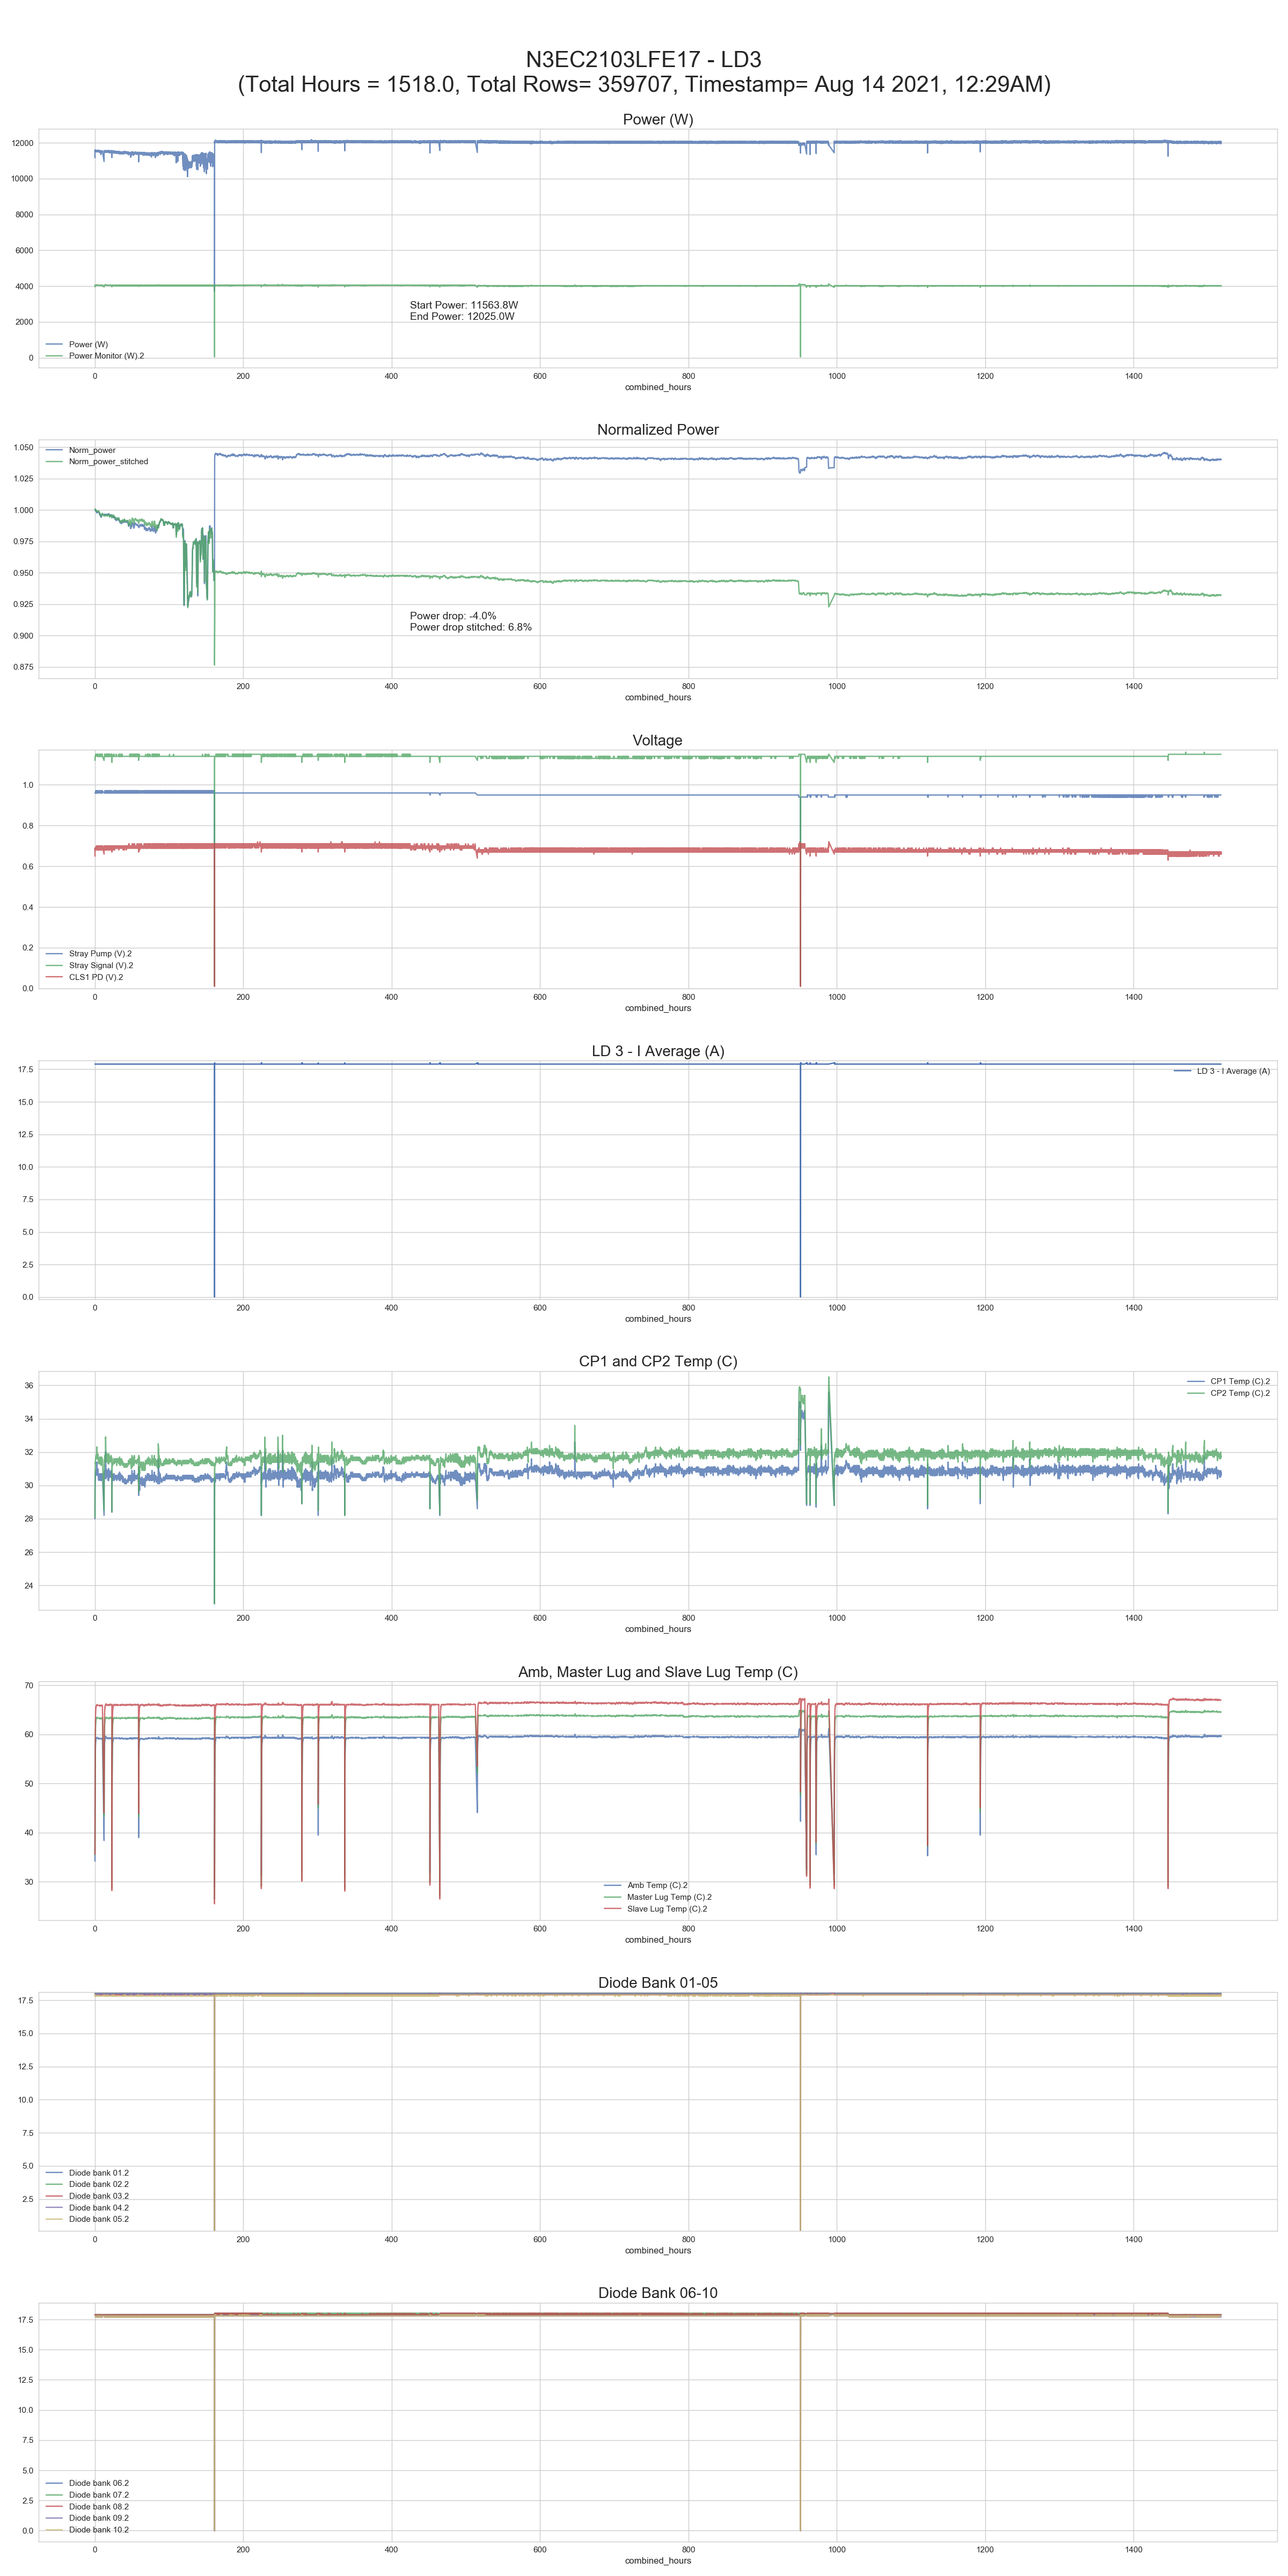 N3EC2103LFE17 - LD3
(Total Hours = 1518.0, Total Rows= 359707, Timestamp= Aug 14 2021, 12:29AM)
Power (W)
12000
10000
8000
6000
4000
2000
0
Start Power: 11563.8W
End Power: 12025.0W
Power (W)
Power Monitor (W).2
0 200 400 600 800 1000 1200 1400
combined_hours
Normalized Power
1.050
1.025
1.000
0.975
0.950
0.925
0.900
0.875
Norm_power
Norm_power_stitched
Power drop: -4.0%
Power drop stitched: 6.8%
0 200 400 600 800 1000 1200 1400
combined_hours
Voltage
1.0
0.8
0.6
0.4
0.2
0.0
Stray Pump (V).2
Stray Signal (V).2
CLS1 PD (V).2
0 200 400 600 800 1000 1200 1400
combined_hours
LD 3 - I Average (A)
17.5
15.0
12.5
10.0
7.5
5.0
2.5
0.0
LD 3 - I Average (A)
0 200 400 600 800 1000 1200 1400
combined_hours
CP1 and CP2 Temp (C)
36
34
32
30
28
26
24
CP1 Temp (C).2
CP2 Temp (C).2
0 200 400 600 800 1000 1200 1400
combined_hours
Amb, Master Lug and Slave Lug Temp (C)
70
60
50
40
30
Amb Temp (C).2
Master Lug Temp (C).2
Slave Lug Temp (C).2
0 200 400 600 800 1000 1200 1400
combined_hours
Diode Bank 01-05
17.5
15.0
12.5
10.0
7.5
5.0
2.5
Diode bank 01.2
Diode bank 02.2
Diode bank 03.2
Diode bank 04.2
Diode bank 05.2
0 200 400 600 800 1000 1200 1400
combined_hours
Diode Bank 06-10
17.5
15.0
12.5
10.0
7.5
5.0
2.5
0.0
Diode bank 06.2
Diode bank 07.2
Diode bank 08.2
Diode bank 09.2
Diode bank 10.2
0 200 400 600 800 1000 1200 1400
combined_hours